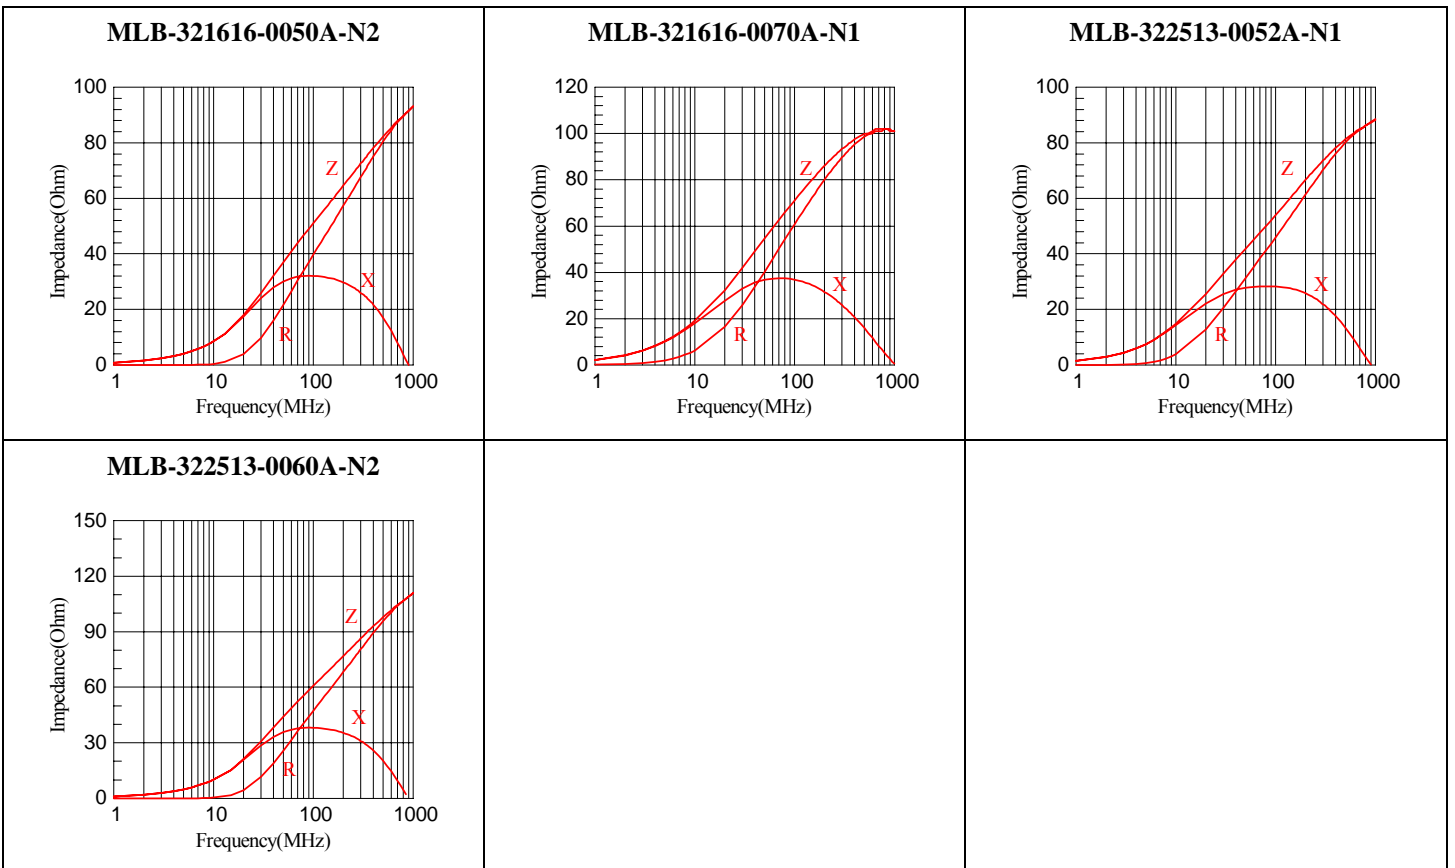 MLB-321616-0050A-N2
100
80
60
40
20
0
Impedance(Ohm)
Z
X
R
1 10 100 1000
Frequency(MHz)
MLB-321616-0070A-N1
120
100
80
60
40
20
0
Impedance(Ohm)
Z
X
R
1 10 100 1000
Frequency(MHz)
MLB-322513-0052A-N1
100
80
60
40
20
0
Impedance(Ohm)
Z
X
R
1 10 100 1000
Frequency(MHz)
MLB-322513-0060A-N2
150
120
90
60
30
0
Impedance(Ohm)
Z
X
R
1 10 100 1000
Frequency(MHz)